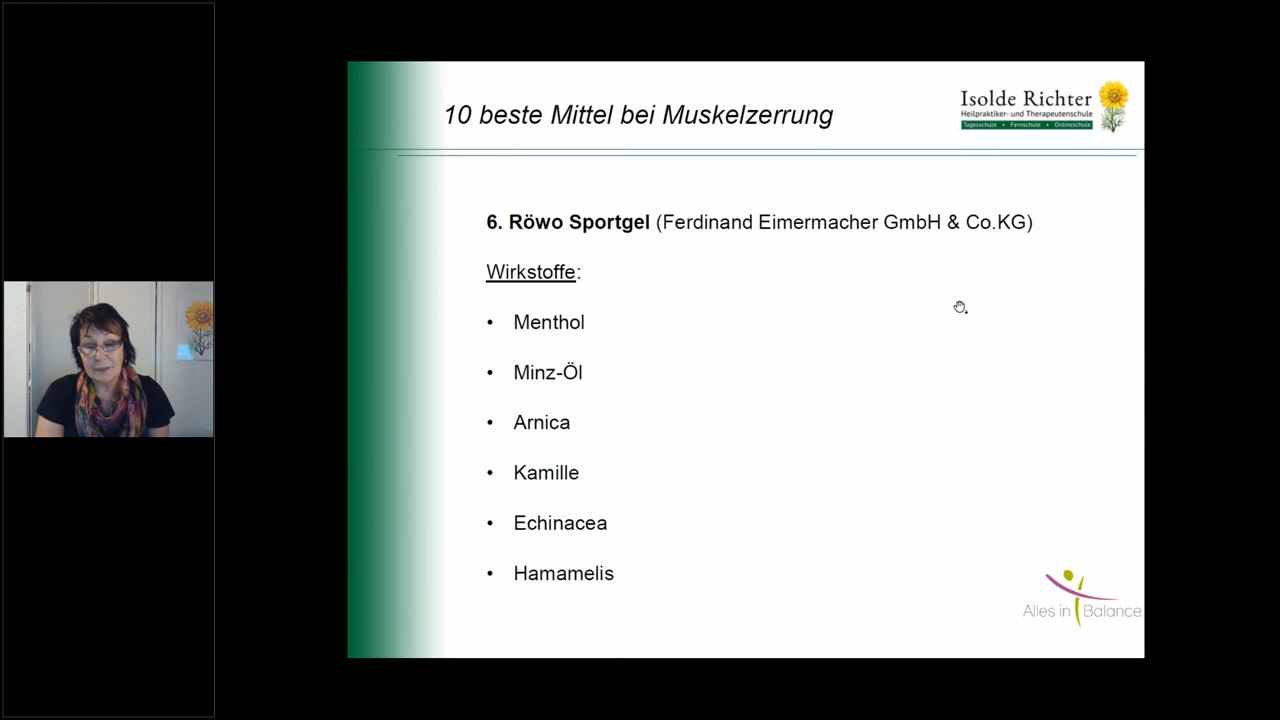 10 beste Mittel bei Muskelzerrung
Isolde Richter
Heilpraktiker- und Therapeutenschule
Tagesschule • Fernschule • Onlineschule
6. Röwo Sportgel (Ferdinand Eimermacher GmbH & Co.KG)
Wirkstoffe:
• Menthol
• Minz-Öl
• Arnica
• Kamille
• Echinacea
• Hamamelis
Alles in Balance